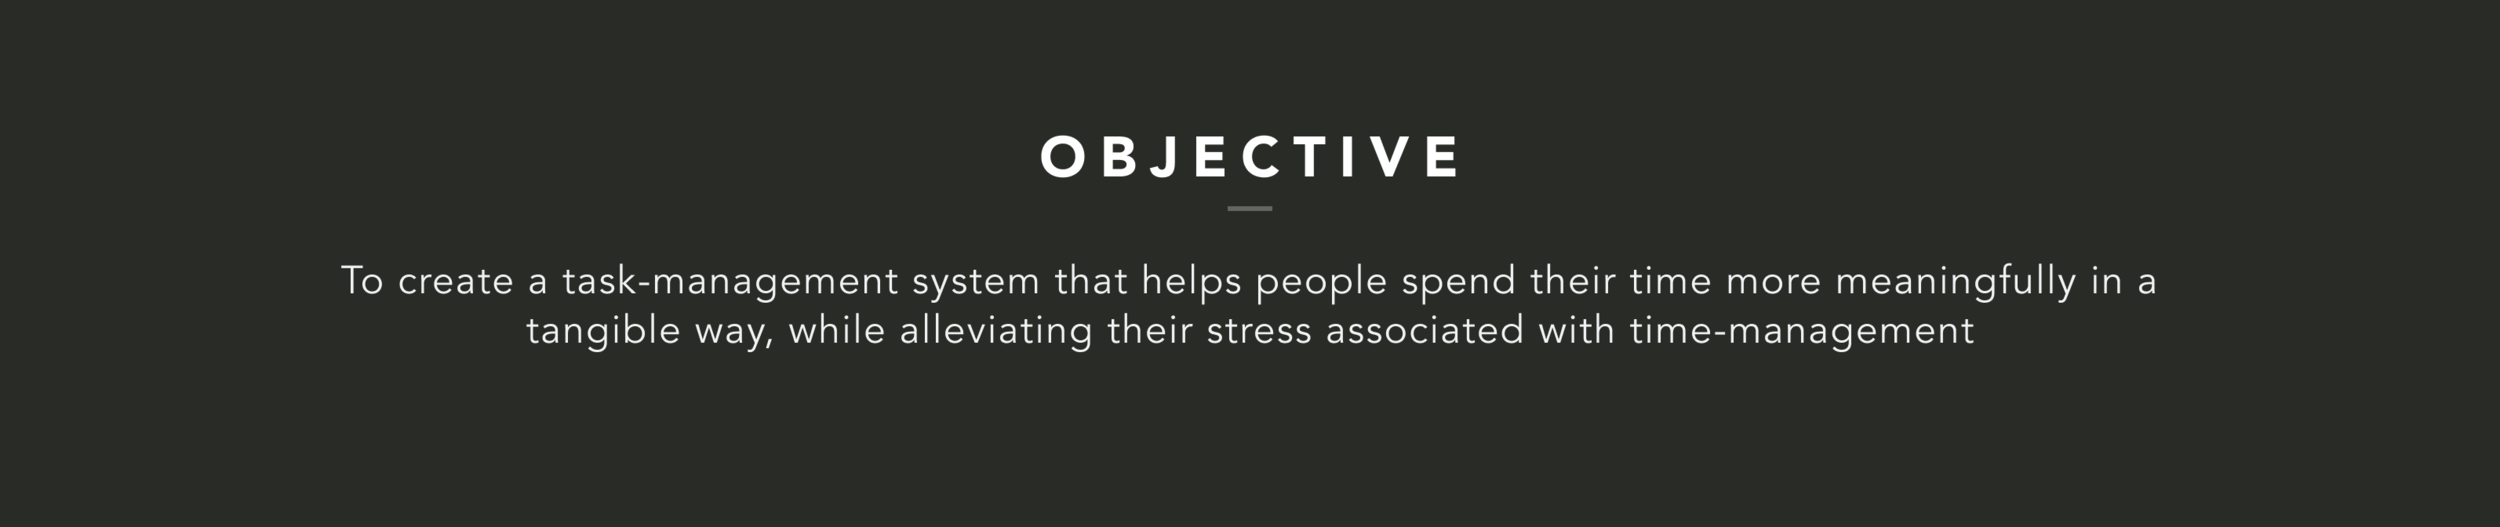 OBJECTIVE
To create a task-management system that helps people spend their time more meaningfully in a
tangible way, while alleviating their stress associated with time-management